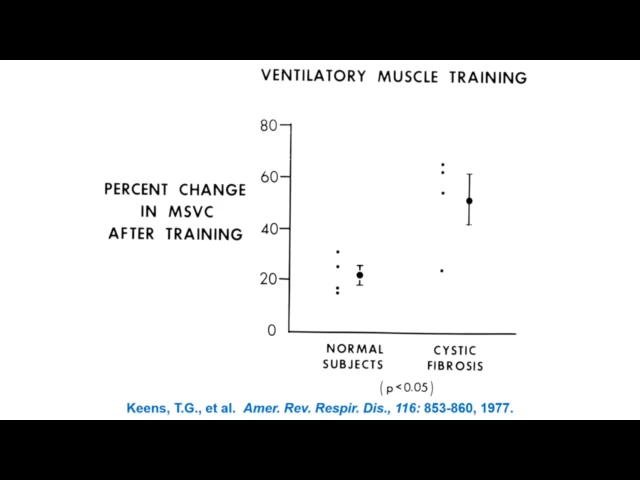 VENTILATORY MUSCLE TRAINING
80
60
40
20
0
PERCENT CHANGE
IN MSVC
AFTER TRAINING
NORMAL
SUBJECTS
CYSTIC
FIBROSIS
(p<0.05)
Keens, T.G., et al. Amer. Rev. Respir. Dis., 116: 853-860, 1977.